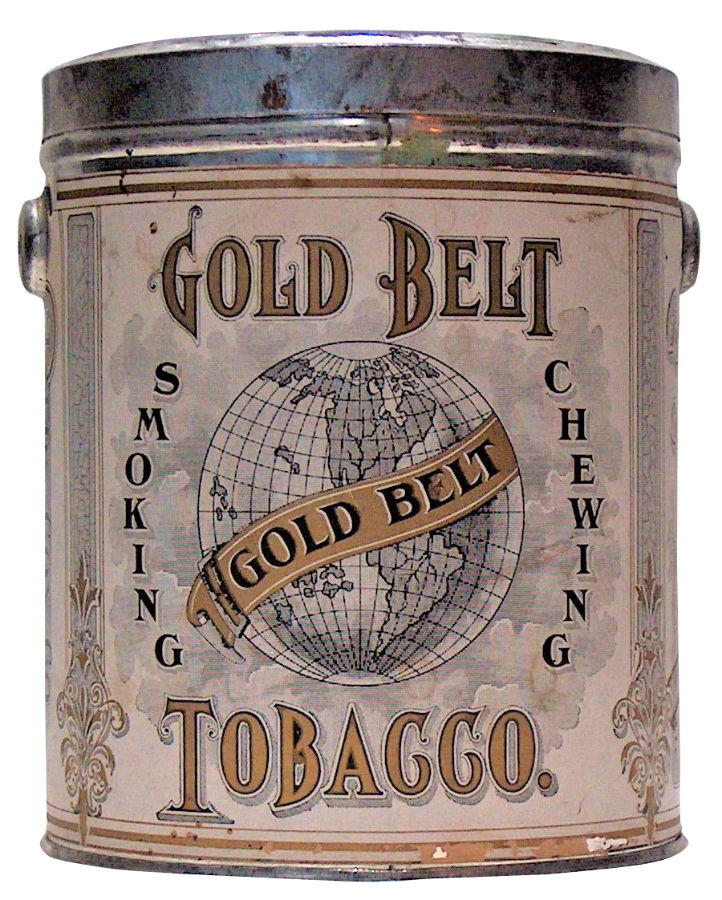 GOLD BELT
SMOKING
CHEWING
GOLD BELT
TOBACCO.